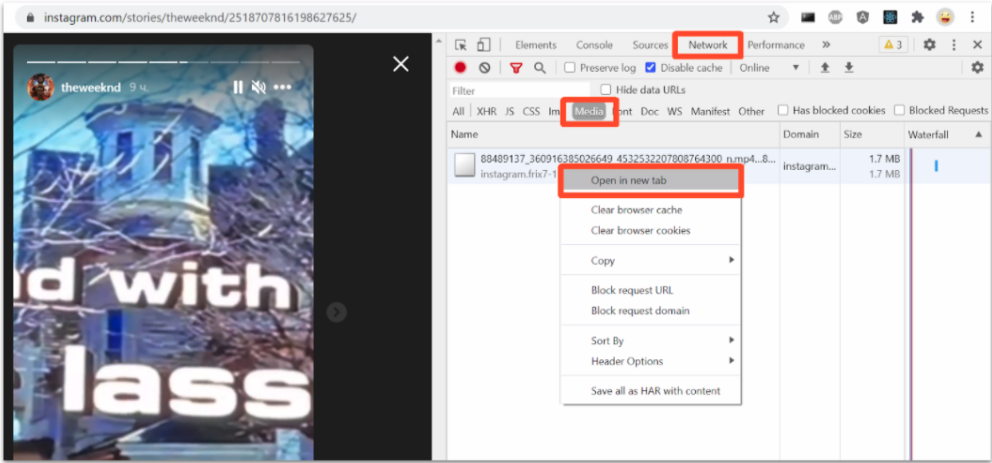 instagram.com/stories/theweeknd/2518707816198627625/
ABP
theweeknd 9 ч.
d with
lass
Elements Console Sources Network Performance » 3
Preserve log Disable cache Online
Filter Hide data URLs
All XHR JS CSS Im Media Font Doc WS Manifest Other Has blocked cookies Blocked Requests
Name Domain Size Waterfall
88489137_360916385026649_4532532207808764300_n.mp4...8... 1.7 MB
instagram.frix7-1 instagram... 1.7 MB
Open in new tab
Clear browser cache
Clear browser cookies
Copy
Block request URL
Block request domain
Sort By
Header Options
Save all as HAR with content